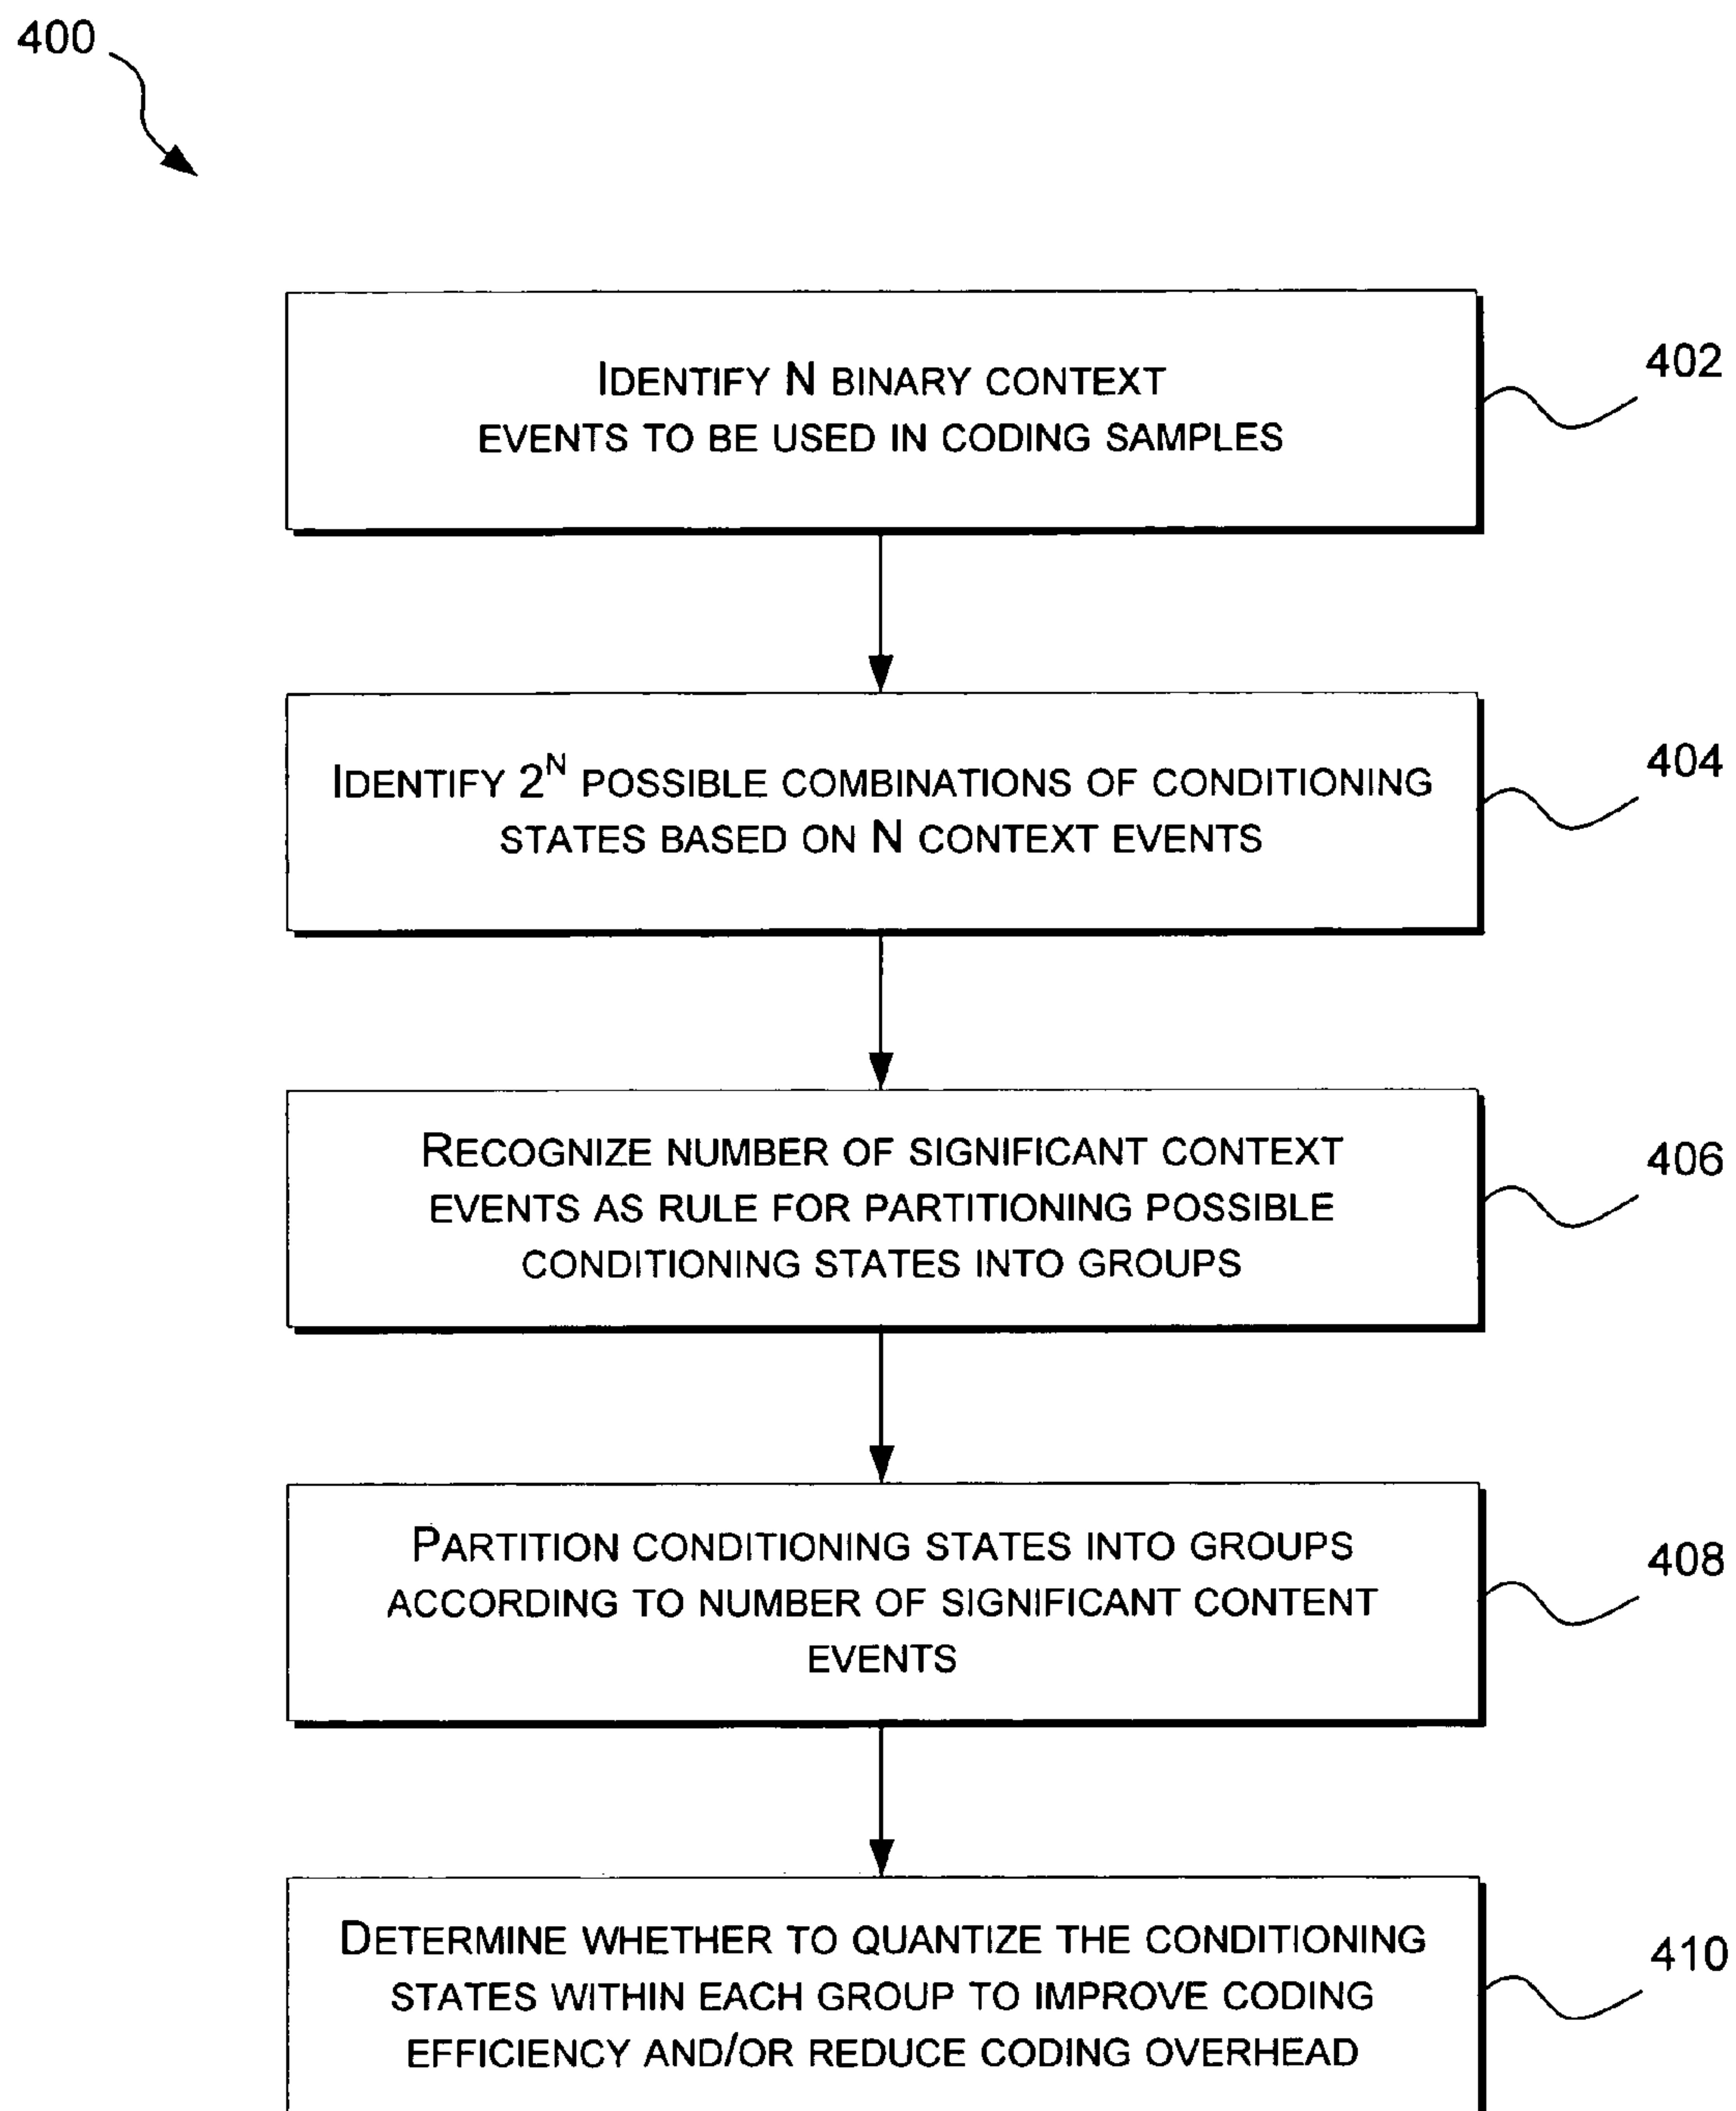 400
IDENTIFY N BINARY CONTEXT
EVENTS TO BE USED IN CODING SAMPLES
402
IDENTIFY 2^N POSSIBLE COMBINATIONS OF CONDITIONING
STATES BASED ON N CONTEXT EVENTS
404
RECOGNIZE NUMBER OF SIGNIFICANT CONTEXT
EVENTS AS RULE FOR PARTITIONING POSSIBLE
CONDITIONING STATES INTO GROUPS
406
PARTITION CONDITIONING STATES INTO GROUPS
ACCORDING TO NUMBER OF SIGNIFICANT CONTENT
EVENTS
408
DETERMINE WHETHER TO QUANTIZE THE CONDITIONING
STATES WITHIN EACH GROUP TO IMPROVE CODING
EFFICIENCY AND/OR REDUCE CODING OVERHEAD
410